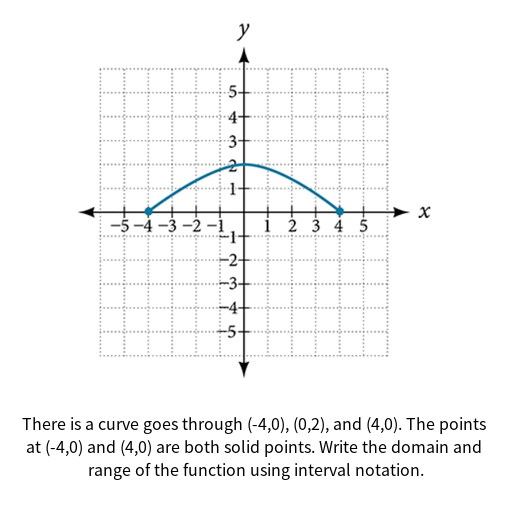 y
5
4
3
2
1
x
−5 −4 −3 −2 −1 1 2 3 4 5
−1
−2
−3
−4
−5
There is a curve goes through (-4,0), (0,2), and (4,0). The points
at (-4,0) and (4,0) are both solid points. Write the domain and
range of the function using interval notation.